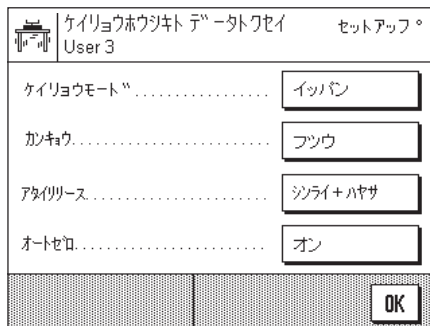 ケイリョウホウシキト データトクセイ セットアップ
User 3
ケイリョウモード................. イッパン
カンキョウ......................... フツウ
アタイリリース....................... シンライ+ハヤサ
オートゼロ........................ オン
OK